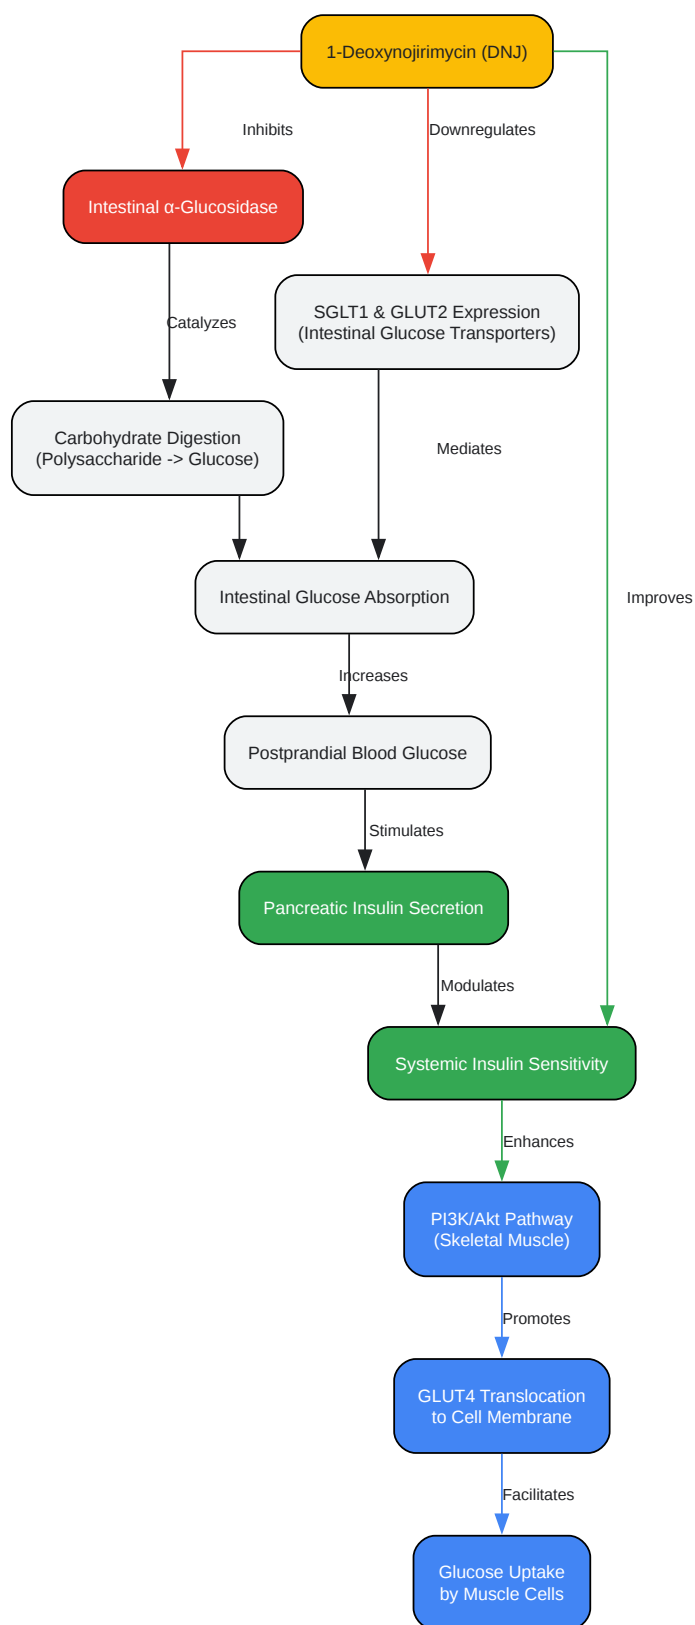 1-Deoxynojirimycin (DNJ)
Inhibits
Downregulates
Intestinal α-Glucosidase
SGLT1 & GLUT2 Expression
(Intestinal Glucose Transporters)
Catalyzes
Carbohydrate Digestion
(Polysaccharide -> Glucose)
Mediates
Intestinal Glucose Absorption
Improves
Increases
Postprandial Blood Glucose
Stimulates
Pancreatic Insulin Secretion
Modulates
Systemic Insulin Sensitivity
Enhances
PI3K/Akt Pathway
(Skeletal Muscle)
Promotes
GLUT4 Translocation
to Cell Membrane
Facilitates
Glucose Uptake
by Muscle Cells